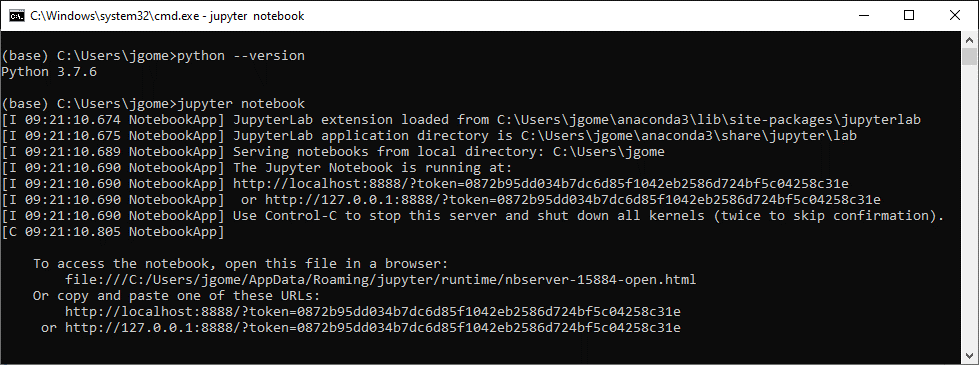 C:\Windows\system32\cmd.exe - jupyter notebook
(base) C:\Users\jgome>python --version
Python 3.7.6
(base) C:\Users\jgome>jupyter notebook
[I 09:21:10.674 NotebookApp] JupyterLab extension loaded from C:\Users\jgome\anaconda3\lib\site-packages\jupyterlab
[I 09:21:10.675 NotebookApp] JupyterLab application directory is C:\Users\jgome\anaconda3\share\jupyter\lab
[I 09:21:10.689 NotebookApp] Serving notebooks from local directory: C:\Users\jgome
[I 09:21:10.690 NotebookApp] The Jupyter Notebook is running at:
[I 09:21:10.690 NotebookApp] http://localhost:8888/?token=0872b95dd034b7dc6d85f1042eb2586d724bf5c04258c31e
[I 09:21:10.690 NotebookApp]  or http://127.0.0.1:8888/?token=0872b95dd034b7dc6d85f1042eb2586d724bf5c04258c31e
[I 09:21:10.690 NotebookApp] Use Control-C to stop this server and shut down all kernels (twice to skip confirmation).
[C 09:21:10.805 NotebookApp]
To access the notebook, open this file in a browser:
file:///C:/Users/jgome/AppData/Roaming/jupyter/runtime/nbserver-15884-open.html
Or copy and paste one of these URLs:
http://localhost:8888/?token=0872b95dd034b7dc6d85f1042eb2586d724bf5c04258c31e
or http://127.0.0.1:8888/?token=0872b95dd034b7dc6d85f1042eb2586d724bf5c04258c31e